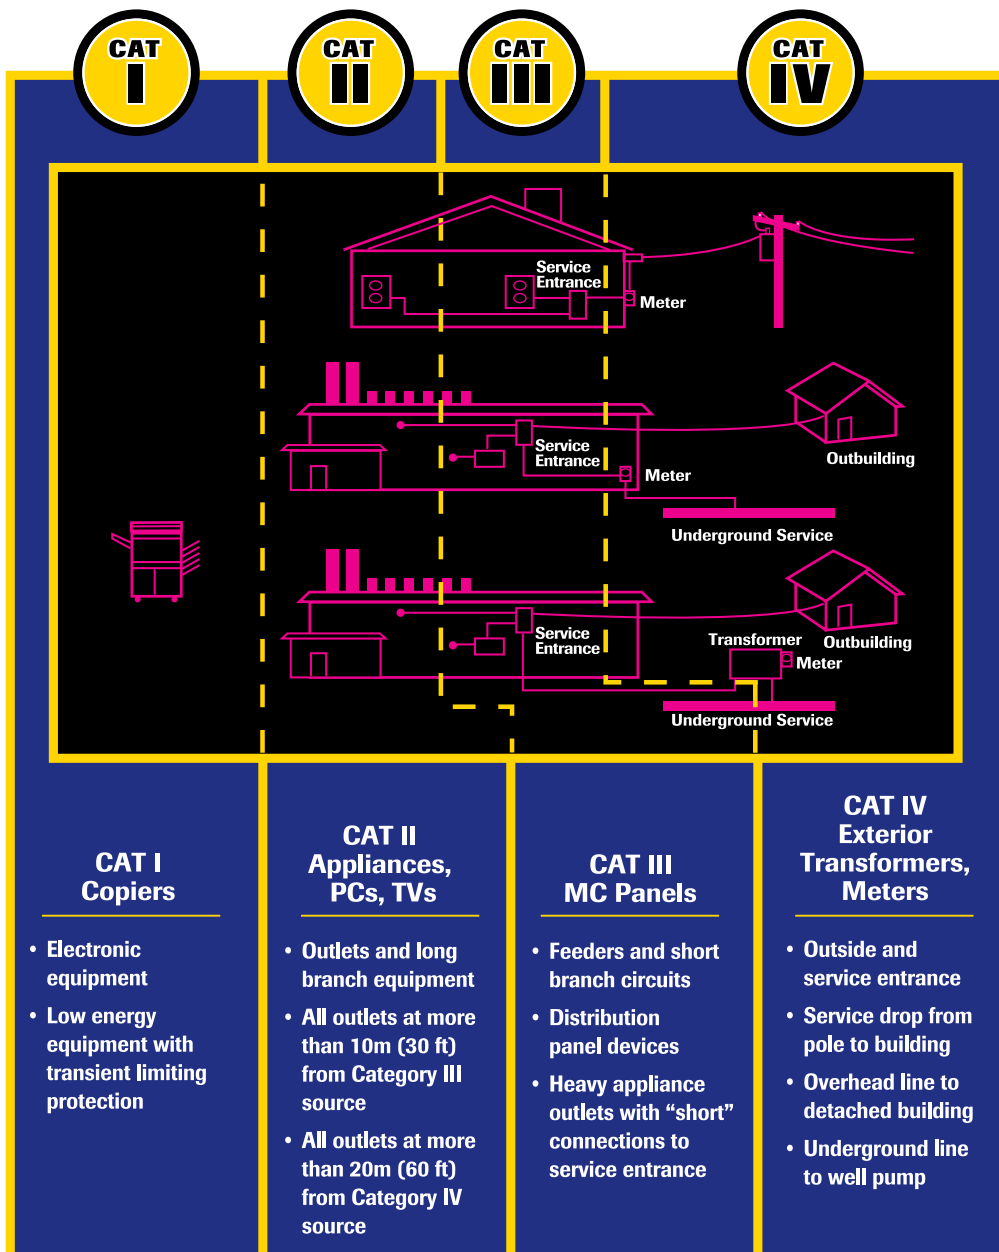 CAT
I
CAT
II
CAT
III
CAT
IV
Service
Entrance
Meter
Service
Entrance
Meter
Outbuilding
Underground Service
Service
Entrance
Transformer
Outbuilding
Meter
Underground Service
CAT I
Copiers
• Electronic
equipment
• Low energy
equipment with
transient limiting
protection
CAT II
Appliances,
PCs, TVs
• Outlets and long
branch equipment
• All outlets at more
than 10m (30 ft)
from Category III
source
• All outlets at more
than 20m (60 ft)
from Category IV
source
CAT III
MC Panels
• Feeders and short
branch circuits
• Distribution
panel devices
• Heavy appliance
outlets with “short”
connections to
service entrance
CAT IV
Exterior
Transformers,
Meters
• Outside and
service entrance
• Service drop from
pole to building
• Overhead line to
detached building
• Underground line
to well pump